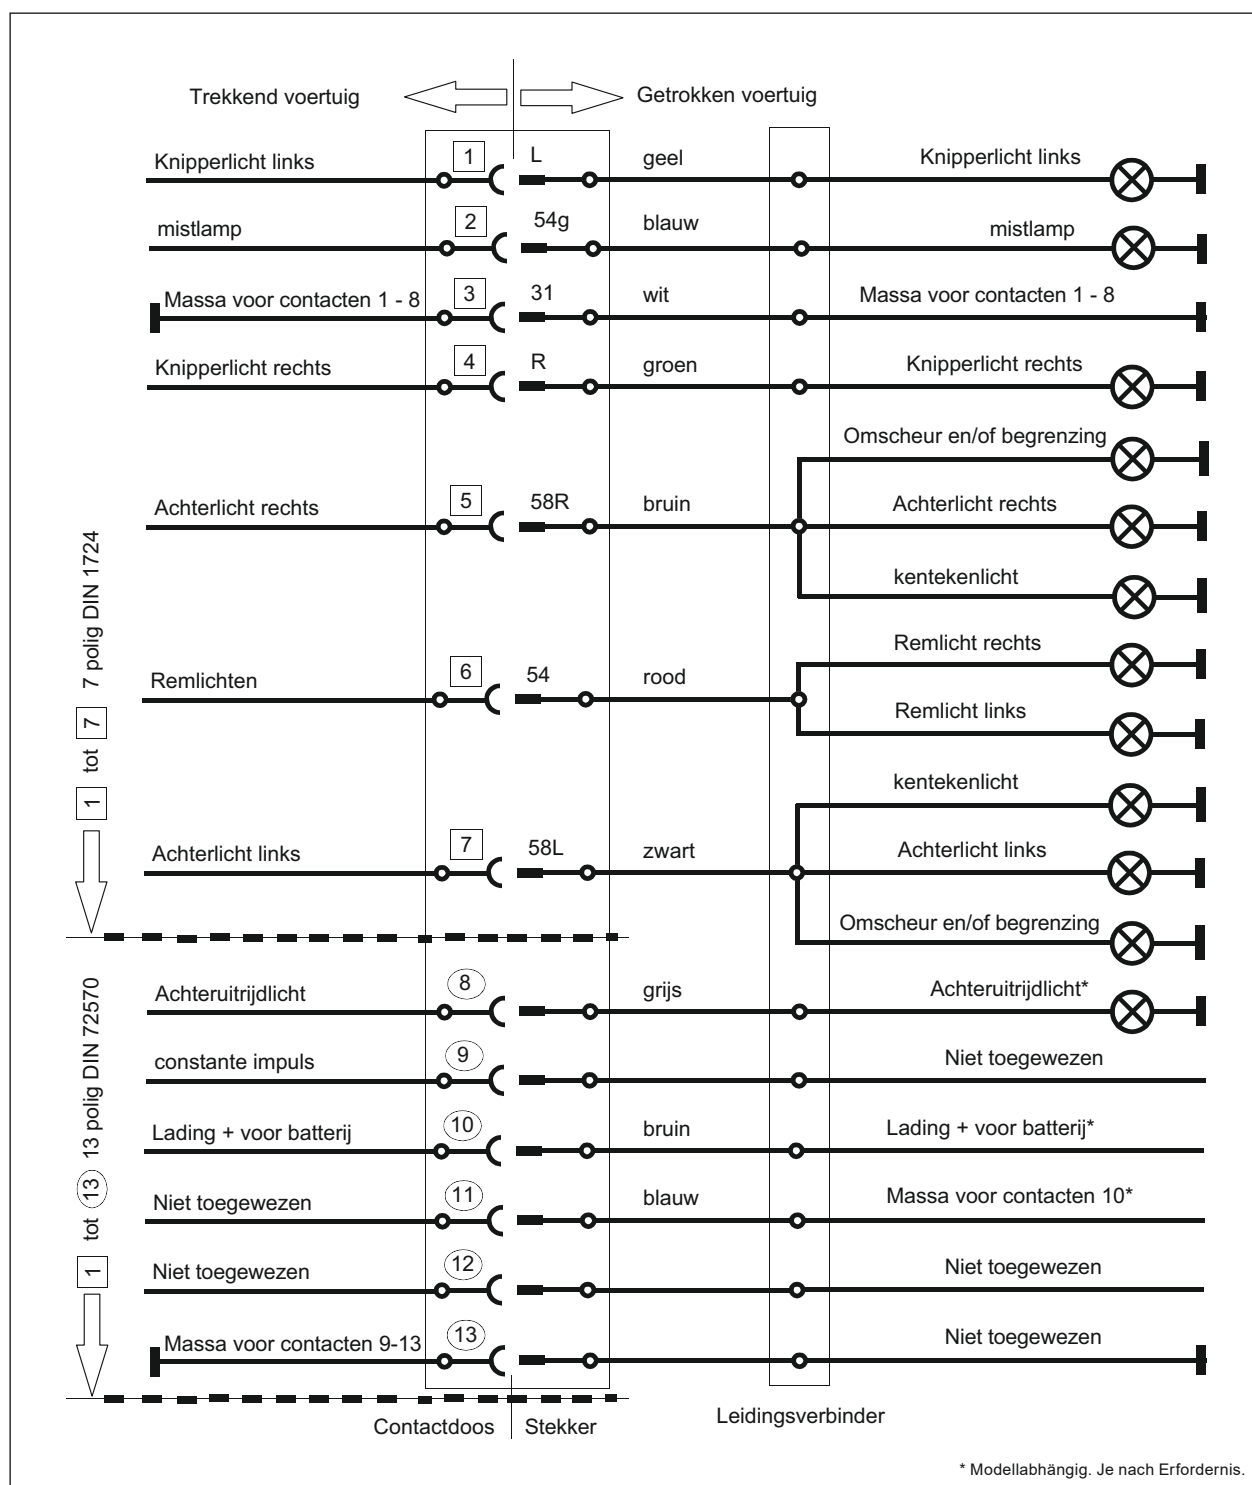 Trekkend voertuig Getrokken voertuig
Knipperlicht links 1 L geel Knipperlicht links
mistlamp 2 54g blauw mistlamp
Massa voor contacten 1 - 8 3 31 wit Massa voor contacten 1 - 8
Knipperlicht rechts 4 R groen Knipperlicht rechts
Omscheur en/of begrenzing
Achterlicht rechts 5 58R bruin Achterlicht rechts
kentekenlicht
Remlicht rechts
Remlichten 6 54 rood
Remlicht links
kentekenlicht
Achterlicht links 7 58L zwart Achterlicht links
Omscheur en/of begrenzing
1 tot 7 7 polig DIN 1724
Achteruitrijdlicht 8 grijs Achteruitrijdlicht*
constante impuls 9 Niet toegewezen
Lading + voor batterij 10 bruin Lading + voor batterij*
Niet toegewezen 11 blauw Massa voor contacten 10*
Niet toegewezen 12 Niet toegewezen
Massa voor contacten 9-13 13 Niet toegewezen
1 tot 13 13 polig DIN 72570
Contactdoos Stekker Leidingsverbinder
* Modellabhängig. Je nach Erfordernis.